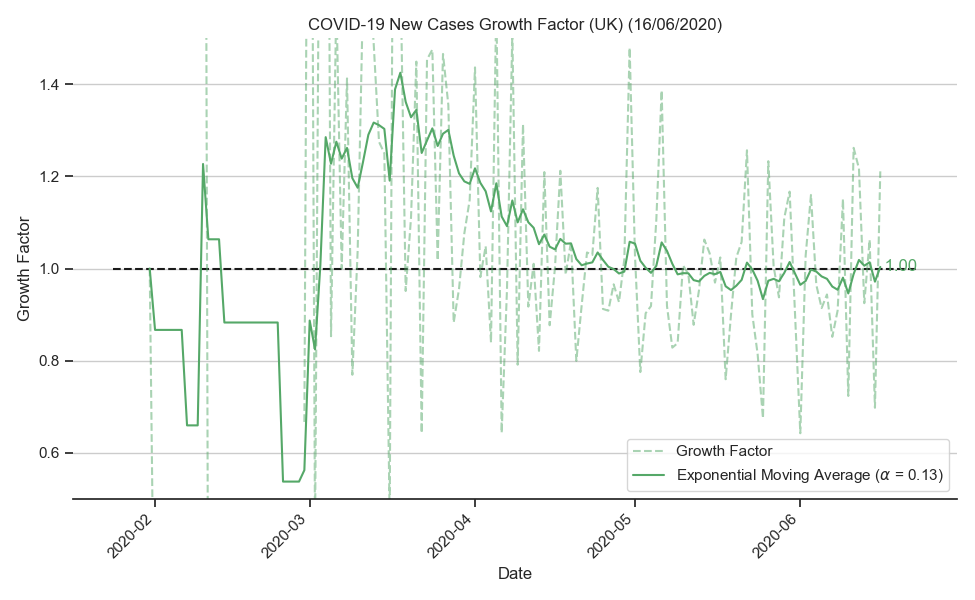 COVID-19 New Cases Growth Factor (UK) (16/06/2020)
Growth Factor
1.4
1.2
1.0
0.8
0.6
1.00
Growth Factor
Exponential Moving Average (α = 0.13)
2020-02
2020-03
2020-04
2020-05
2020-06
Date